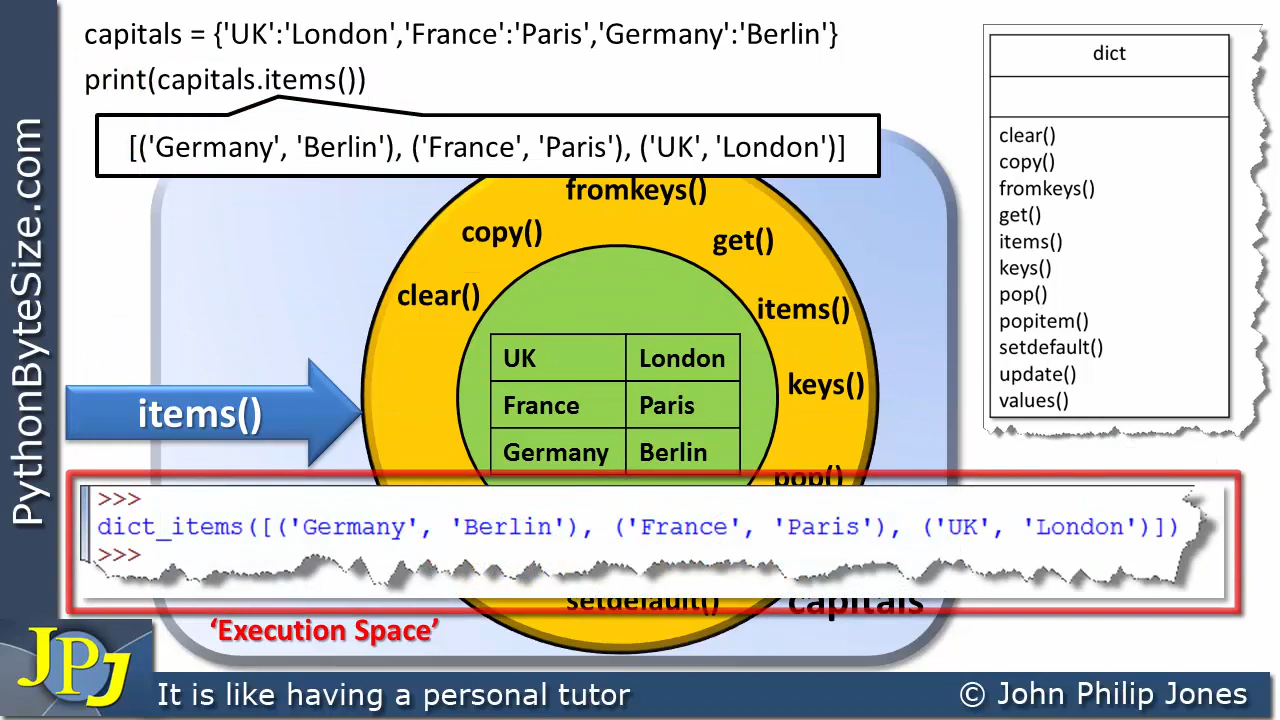 capitals = {'UK':'London','France':'Paris','Germany':'Berlin'}
print(capitals.items())
[('Germany', 'Berlin'), ('France', 'Paris'), ('UK', 'London')]
dict
clear()
copy()
fromkeys()
get()
items()
keys()
pop()
popitem()
setdefault()
update()
values()
fromkeys()
copy()
get()
clear()
items()
keys()
pop()
UK London
France Paris
Germany Berlin
items()
>>>
dict_items([('Germany', 'Berlin'), ('France', 'Paris'), ('UK', 'London')])
>>>
setdefault()
capitals
‘Execution Space’
PythonByteSize.com
JPJ
It is like having a personal tutor
© John Philip Jones